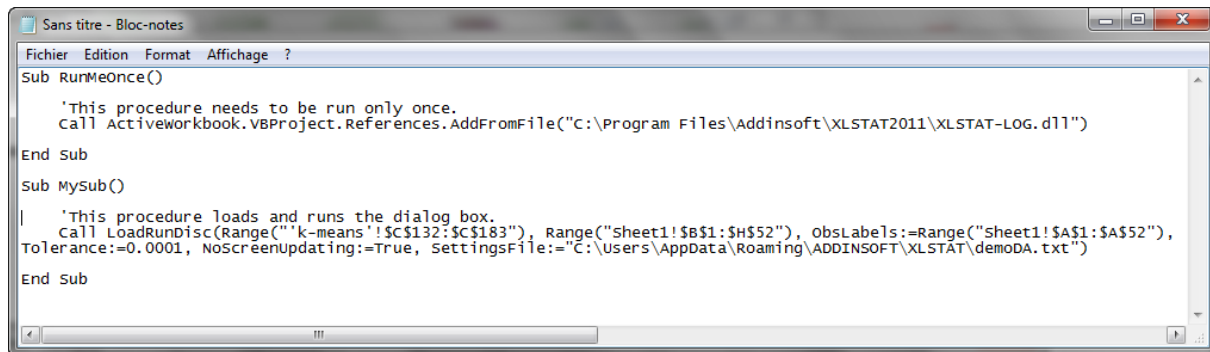 Sans titre - Bloc-notes
Fichier Edition Format Affichage ?
Sub RunMeOnce()
'This procedure needs to be run only once.
Call ActiveWorkbook.VBProject.References.AddFromFile("C:\Program Files\Addinsoft\XLSTAT2011\XLSTAT-LOG.dll")
End Sub
Sub MySub()
'This procedure loads and runs the dialog box.
Call LoadRunDisc(Range("'k-means'!$C$132:$C$183"), Range("Sheet1!$B$1:$H$52"), ObsLabels:=Range("Sheet1!$A$1:$A$52"),
Tolerance:=0.0001, NoScreenUpdating:=True, SettingsFile:="C:\Users\AppData\Roaming\ADDINSOFT\XLSTAT\demoDA.txt")
End Sub